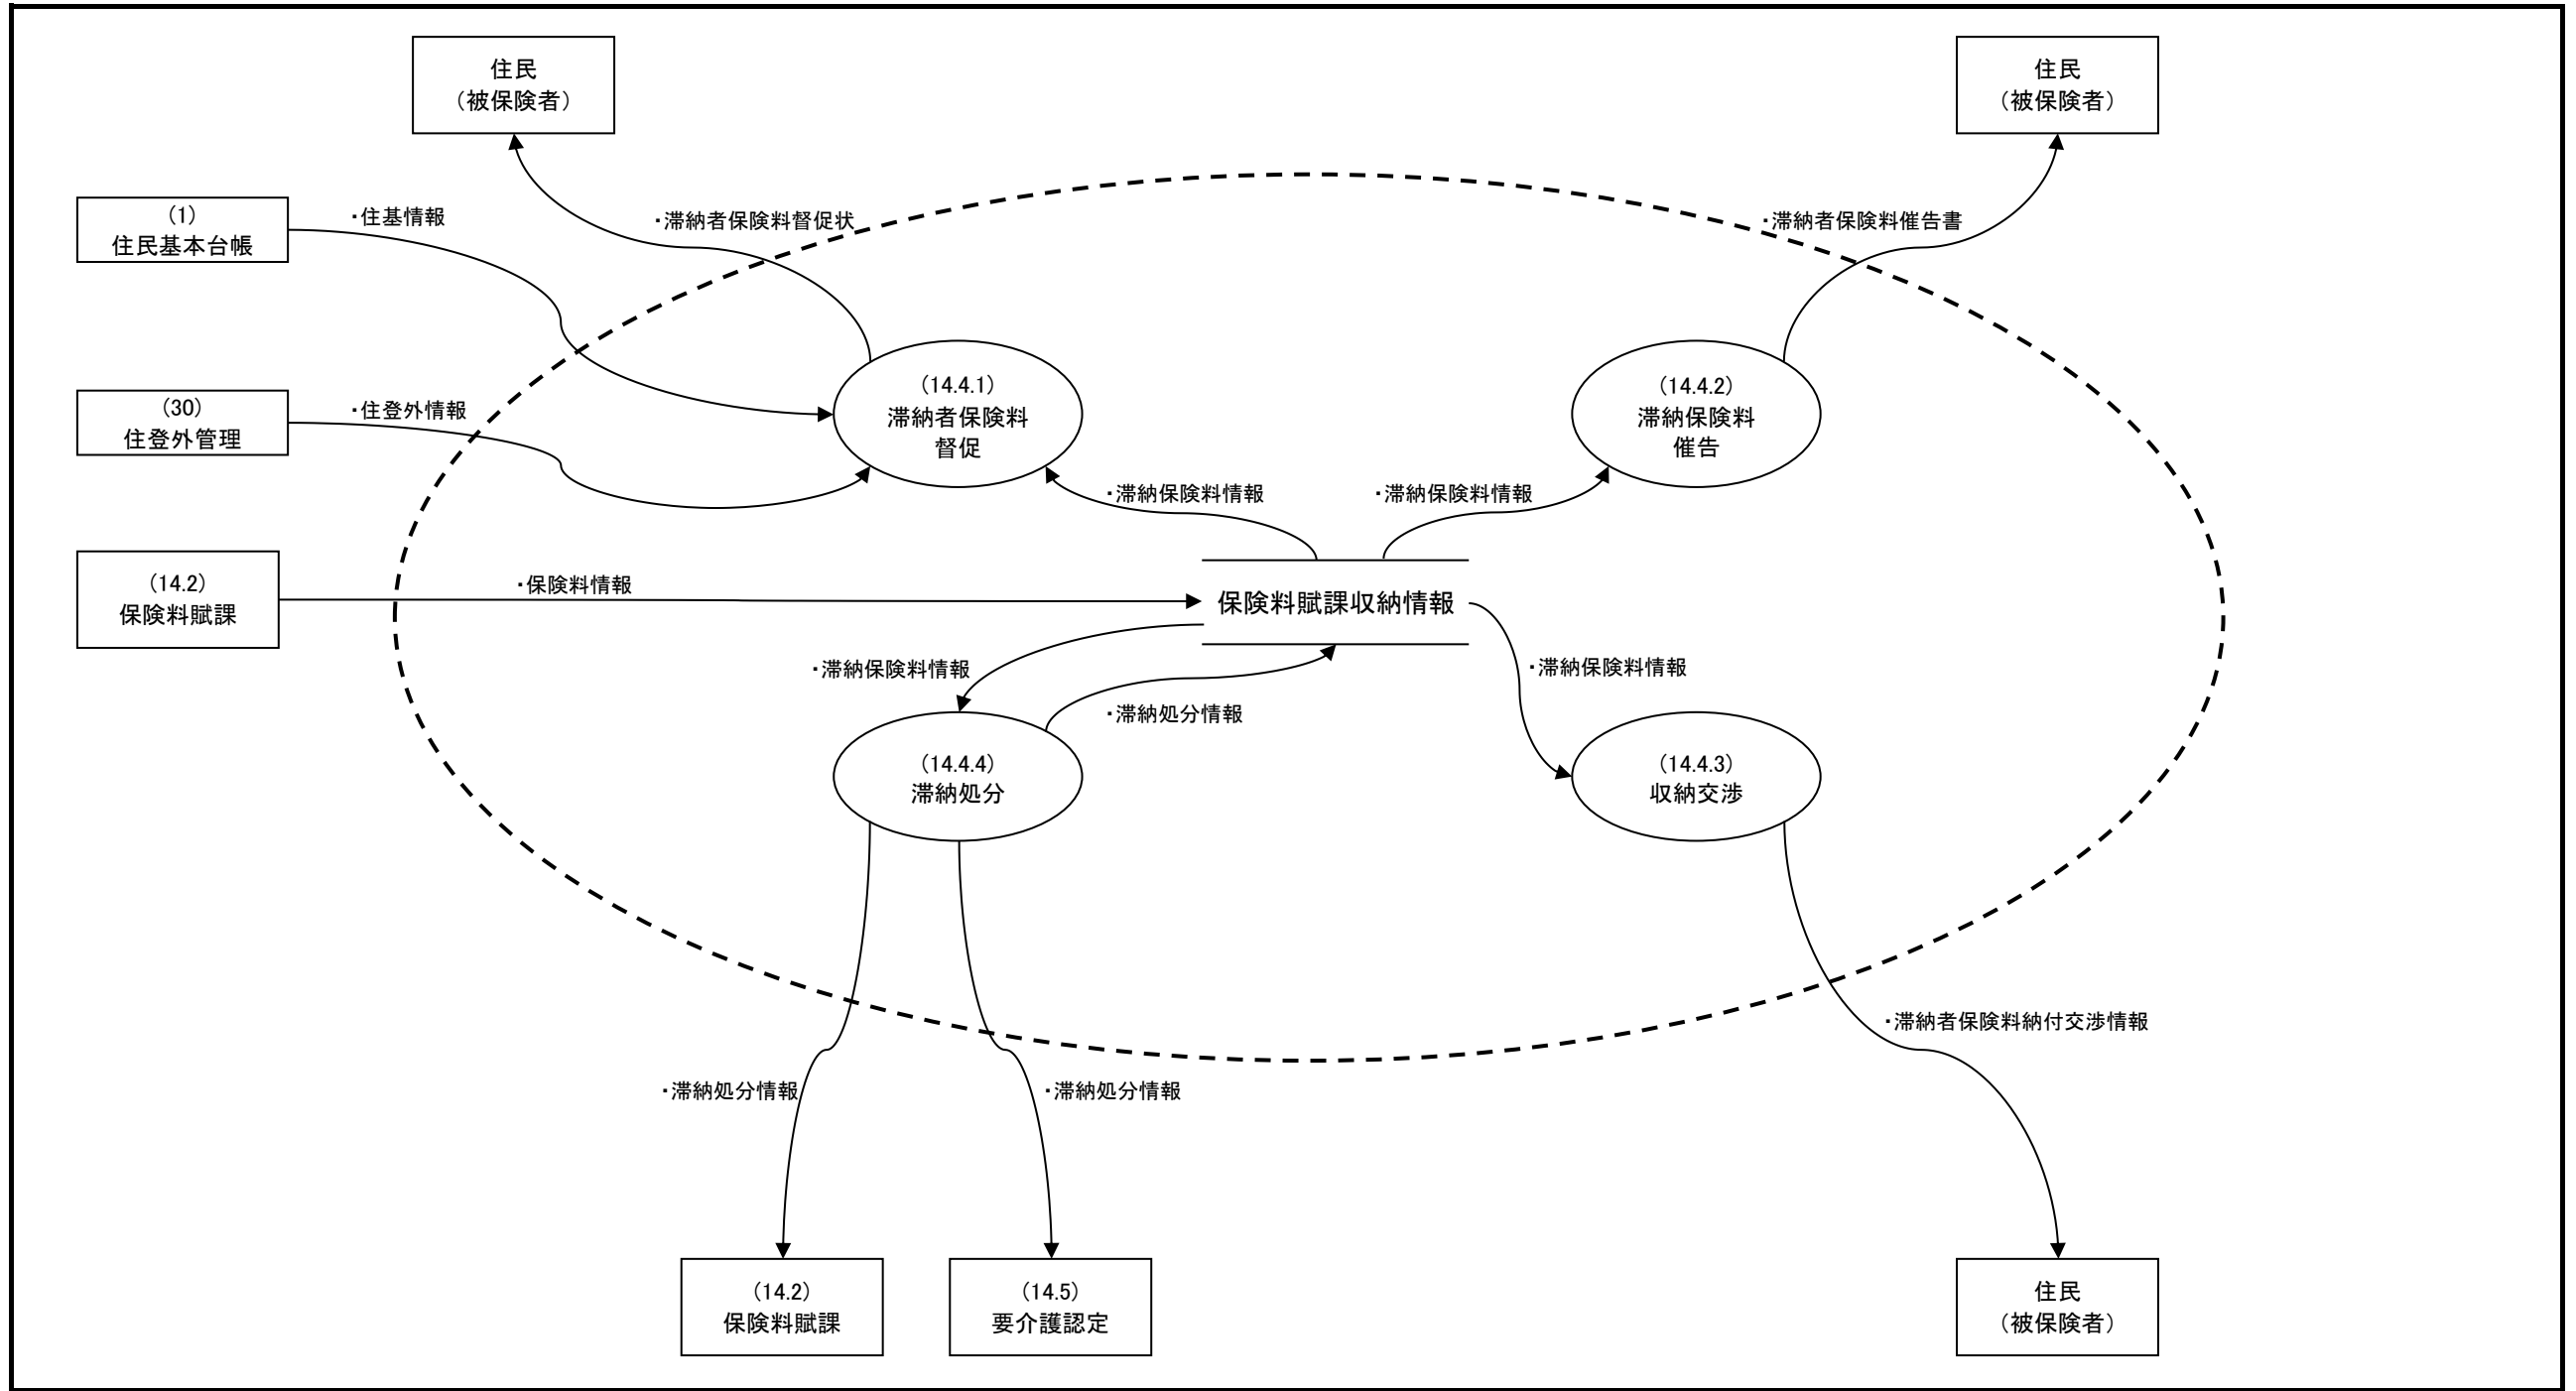 住民
（被保険者）
住民
（被保険者）
（1）
住民基本台帳
・住基情報
・滞納者保険料督促状
・滞納者保険料催告書
（30）
住登外管理
・住登外情報
（14.4.1）
滞納者保険料
督促
（14.4.2）
滞納保険料
催告
・滞納保険料情報
・滞納保険料情報
（14.2）
保険料賦課
・保険料情報
保険料賦課収納情報
・滞納保険料情報
・滞納処分情報
・滞納保険料情報
（14.4.4）
滞納処分
（14.4.3）
収納交渉
・滞納者保険料納付交渉情報
・滞納処分情報
・滞納処分情報
（14.2）
保険料賦課
（14.5）
要介護認定
住民
（被保険者）